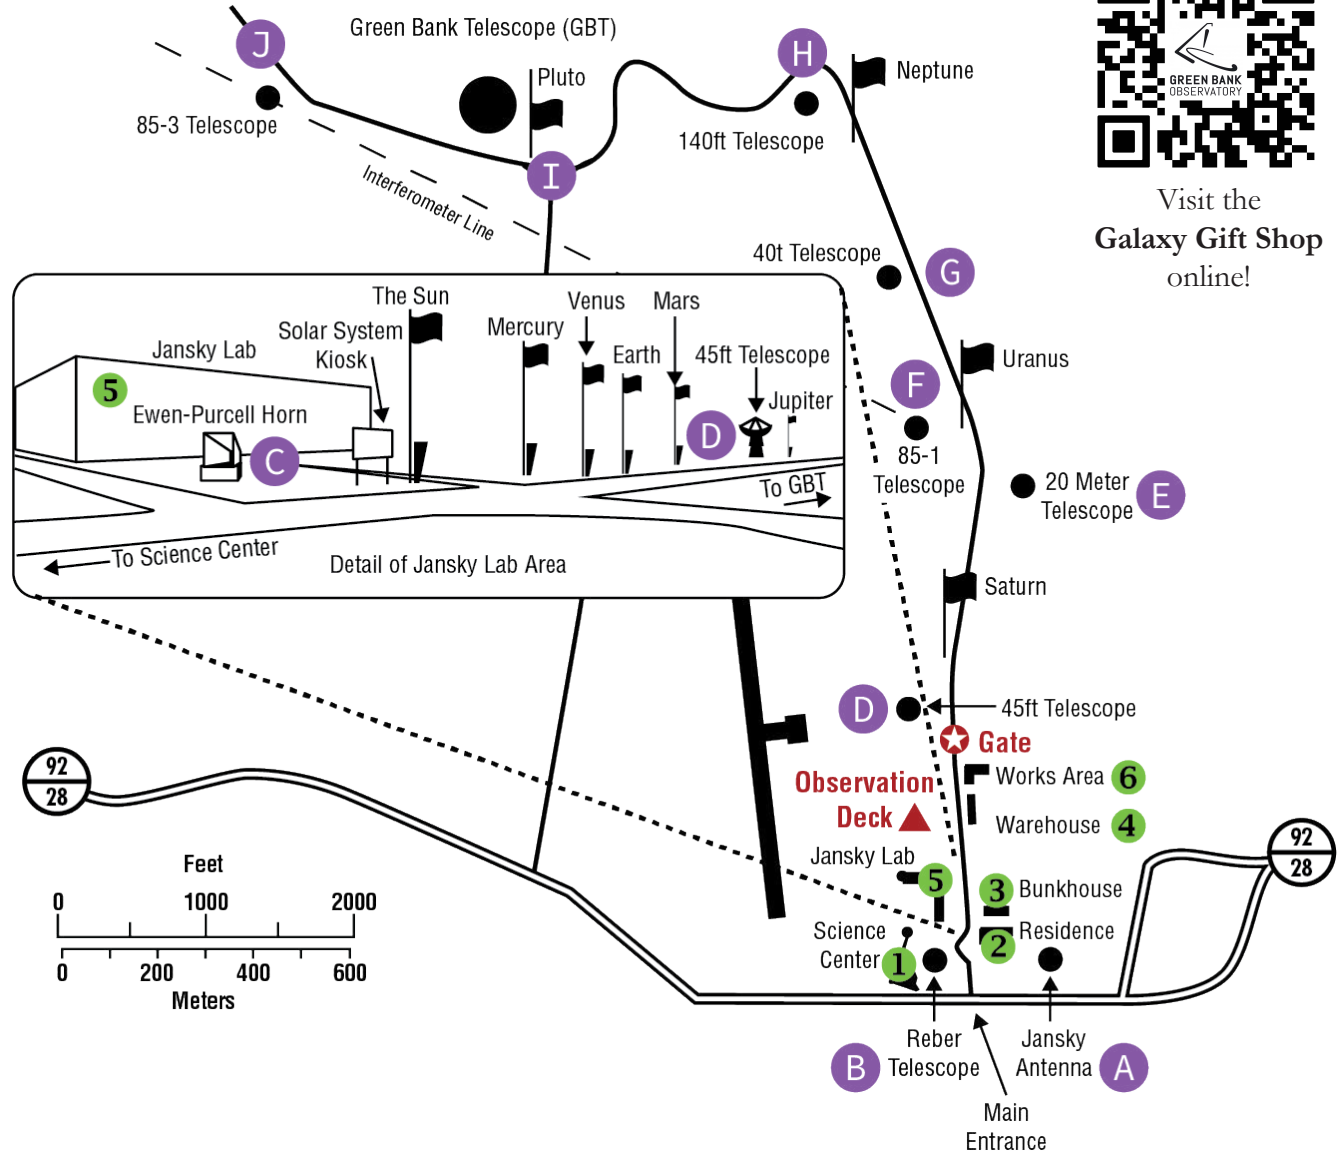 J
Green Bank Telescope (GBT)
H
Pluto
Neptune
GREEN BANK
OBSERVATORY
85-3 Telescope
140ft Telescope
I
Interferometer Line
Visit the
Galaxy Gift Shop
online!
40t Telescope
G
The Sun
Venus
Mars
Solar System
Kiosk
Mercury
Jansky Lab
Earth
45ft Telescope
Uranus
5
F
Ewen-Purcell Horn
Jupiter
D
C
85-1
Telescope
To GBT
20 Meter
Telescope
E
To Science Center
Detail of Jansky Lab Area
Saturn
D
45ft Telescope
Gate
92
28
Observation
Deck
Works Area
6
Warehouse
4
92
28
Jansky Lab
5
3
Bunkhouse
Feet
0
1000
2000
Science
Center
1
2
Residence
0
200
400
600
Meters
Reber
Telescope
B
Jansky
Antenna
A
Main
Entrance